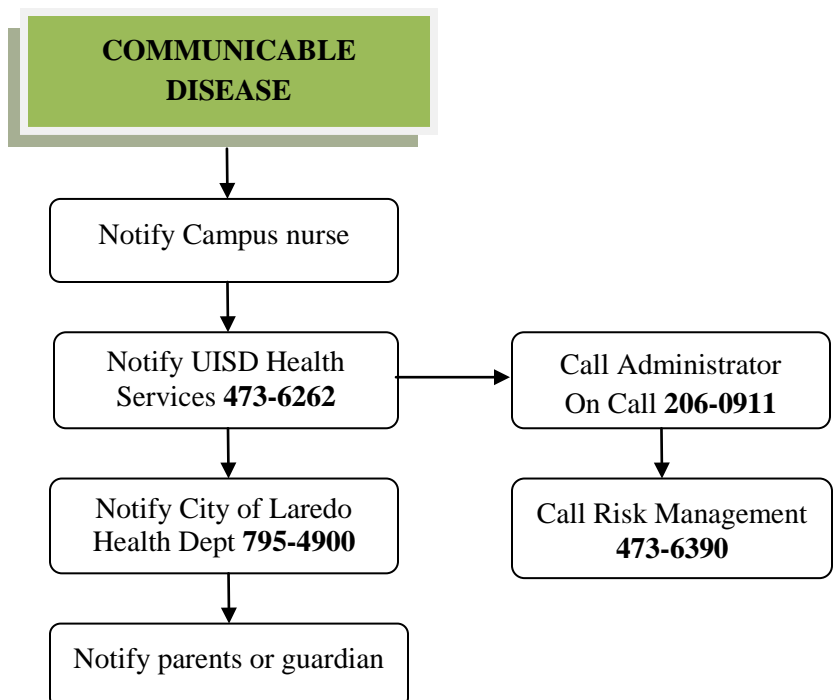 COMMUNICABLE
DISEASE
Notify Campus nurse
Notify UISD Health
Services 473-6262
Call Administrator
On Call 206-0911
Notify City of Laredo
Health Dept 795-4900
Call Risk Management
473-6390
Notify parents or guardian